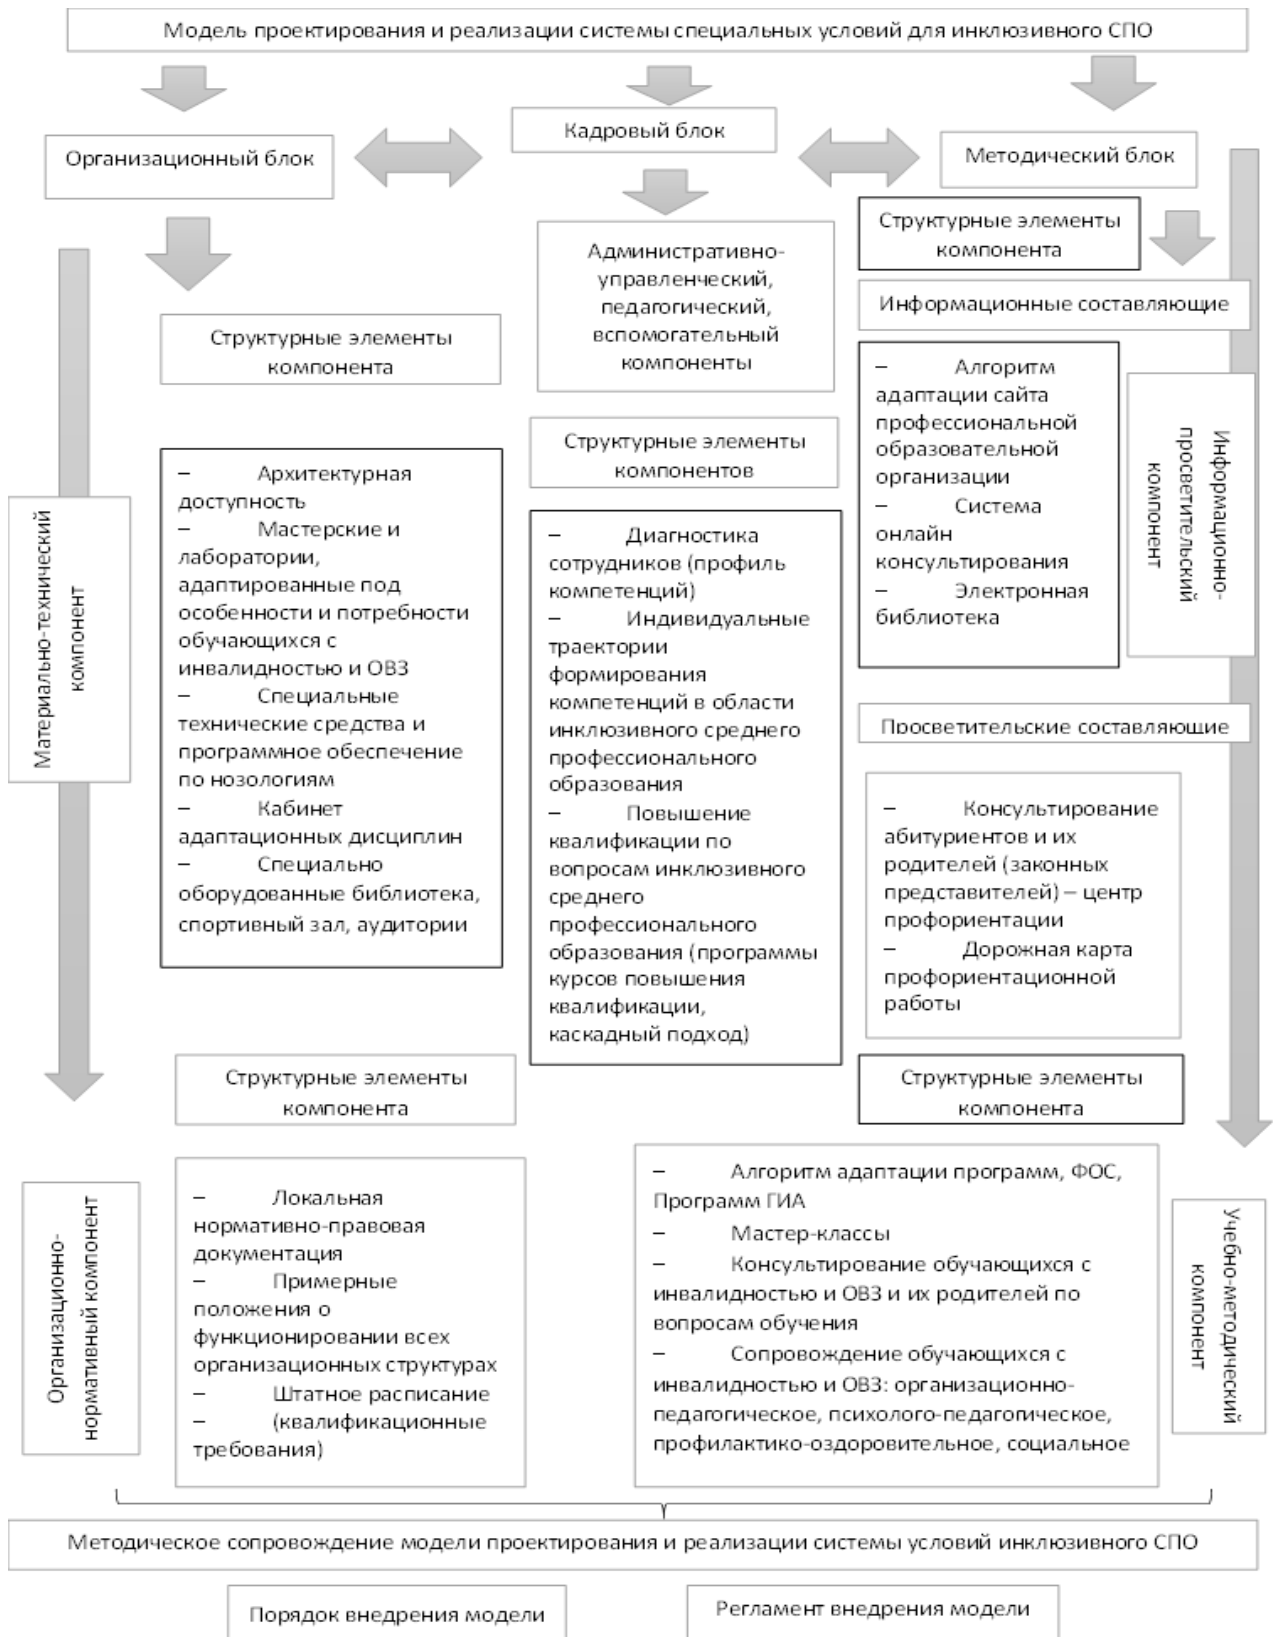 Модель проектирования и реализации системы специальных условий для инклюзивного СПО
Организационный блок
Кадровый блок
Методический блок
Материально-технический
компонент
Структурные элементы
компонента
–	Архитектурная
доступность
–	Мастерские и
лаборатории,
адаптированные под
особенности и потребности
обучающихся с
инвалидностью и ОВЗ
–	Специальные
технические средства и
программное обеспечение
по нозологиям
–	Кабинет
адаптационных дисциплин
–	Специально
оборудованные библиотека,
спортивный зал, аудитории
Административно-
управленческий,
педагогический,
вспомогательный
компоненты
Структурные элементы
компонентов
–	Диагностика
сотрудников (профиль
компетенций)
–	Индивидуальные
траектории
формирования
компетенций в области
инклюзивного среднего
профессионального
образования
–	Повышение
квалификации по
вопросам инклюзивного
среднего
профессионального
образования (программы
курсов повышения
квалификации,
каскадный подход)
Структурные элементы
компонента
Информационные составляющие
–	Алгоритм
адаптации сайта
профессиональной
образовательной
организации
–	Система
онлайн
консультирования
–	Электронная
библиотека
Информационно-
просветительский
компонент
Просветительские составляющие
–	Консультирование
абитуриентов и их
родителей (законных
представителей) – центр
профориентации
–	Дорожная карта
профориентационной
работы
Структурные элементы
компонента
Организационно-
нормативный компонент
–	Локальная
нормативно-правовая
документация
–	Примерные
положения о
функционировании всех
организационных структурах
–	Штатное расписание
–	(квалификационные
требования)
Структурные элементы
компонента
–	Алгоритм адаптации программ, ФОС,
Программ ГИА
–	Мастер-классы
–	Консультирование обучающихся с
инвалидностью и ОВЗ и их родителей по
вопросам обучения
–	Сопровождение обучающихся с
инвалидностью и ОВЗ: организационно-
педагогическое, психолого-педагогическое,
профилактико-оздоровительное, социальное
Учебно-методический
компонент
Методическое сопровождение модели проектирования и реализации системы условий инклюзивного СПО
Порядок внедрения модели
Регламент внедрения модели